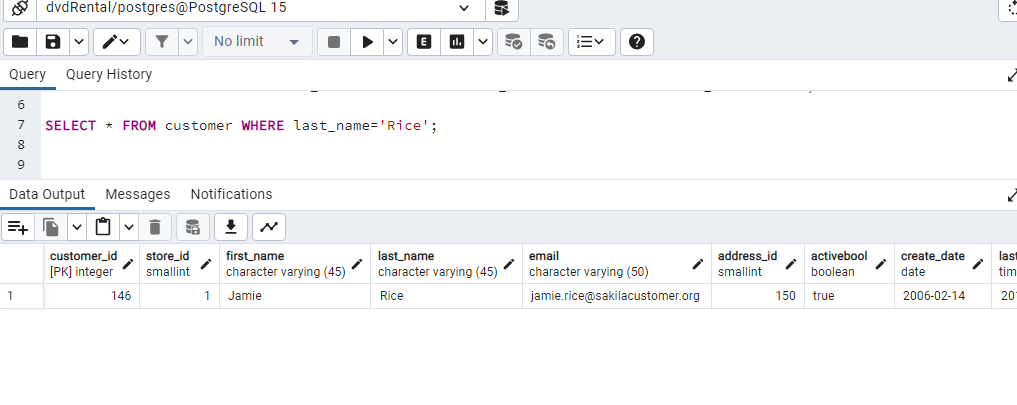 dvdRental/postgres@PostgreSQL 15
No limit
E
Query Query History
6
7 SELECT * FROM customer WHERE last_name='Rice';
8
9
Data Output Messages Notifications
customer_id store_id first_name last_name email address_id activebool create_date last
[PK] integer smallint character varying (45) character varying (45) character varying (50) smallint boolean date tim
1 146 1 Jamie Rice jamie.rice@sakilacustomer.org 150 true 2006-02-14 20